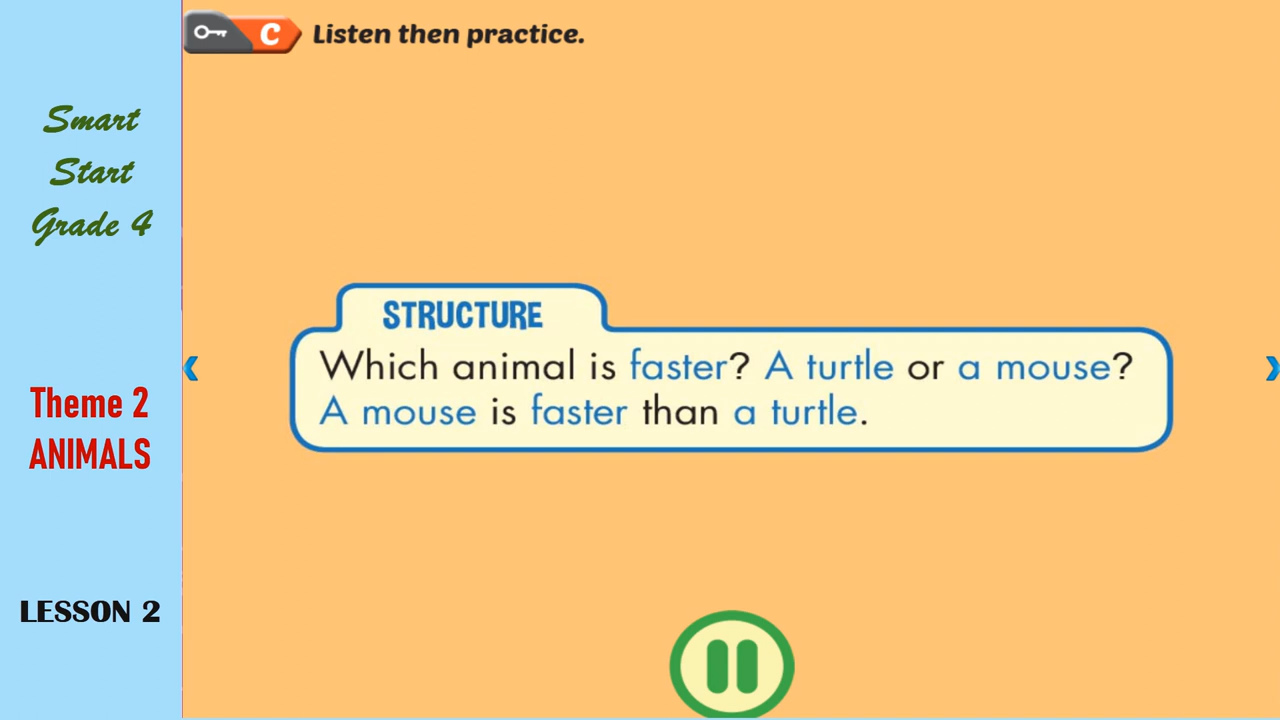 Smart
Start
Grade 4
Theme 2
ANIMALS
LESSON 2
C Listen then practice.
STRUCTURE
Which animal is faster? A turtle or a mouse?
A mouse is faster than a turtle.